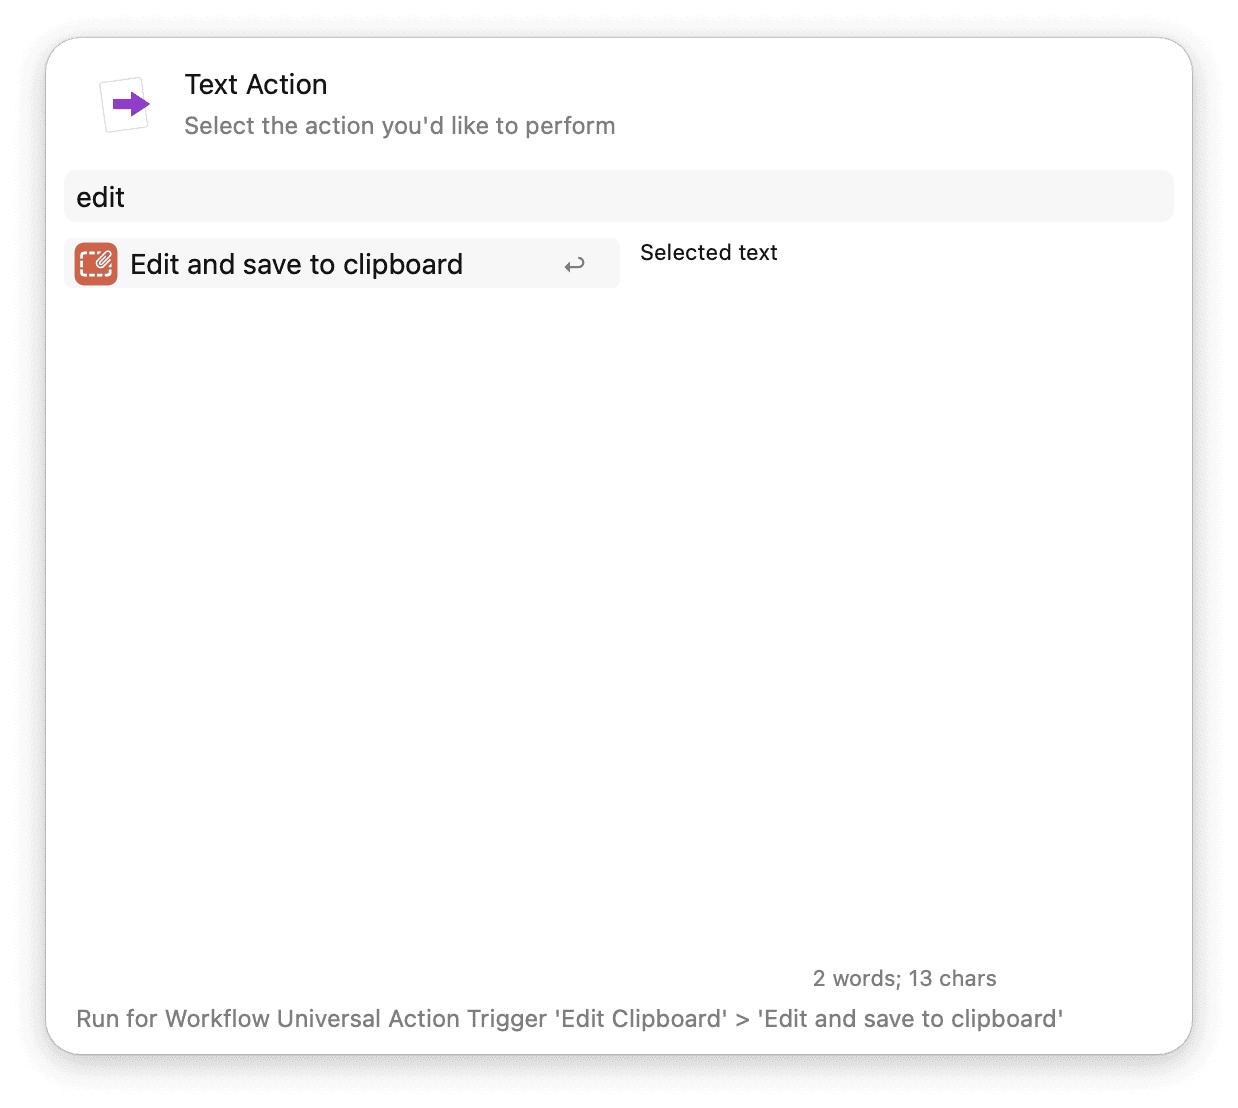 Text Action
Select the action you'd like to perform
edit
Edit and save to clipboard
Selected text
2 words; 13 chars
Run for Workflow Universal Action Trigger 'Edit Clipboard' > 'Edit and save to clipboard'